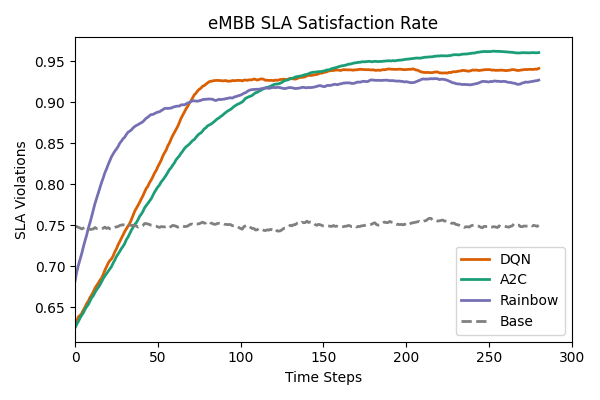 eMBB SLA Satisfaction Rate
SLA Violations
0.95
0.90
0.85
0.80
0.75
0.70
0.65
0 50 100 150 200 250 300
Time Steps
DQN
A2C
Rainbow
Base